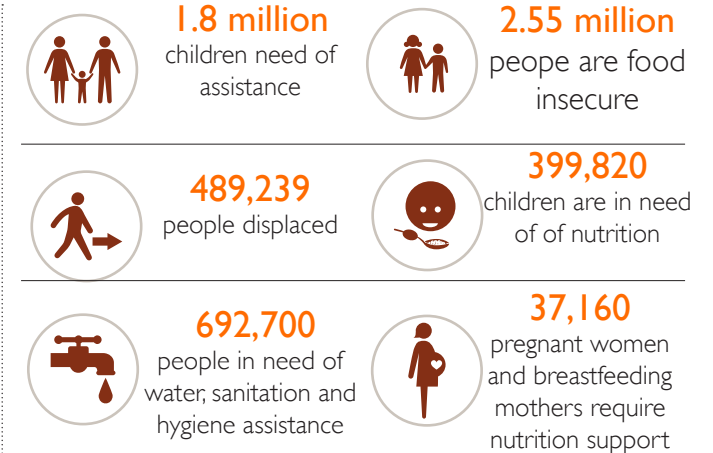 1.8 million
children need of
assistance
2.55 million
peope are food
insecure
489,239
people displaced
399,820
children are in need
of of nutrition
692,700
people in need of
water, sanitation and
hygiene assistance
37,160
pregnant women
and breastfeeding
mothers require
nutrition support